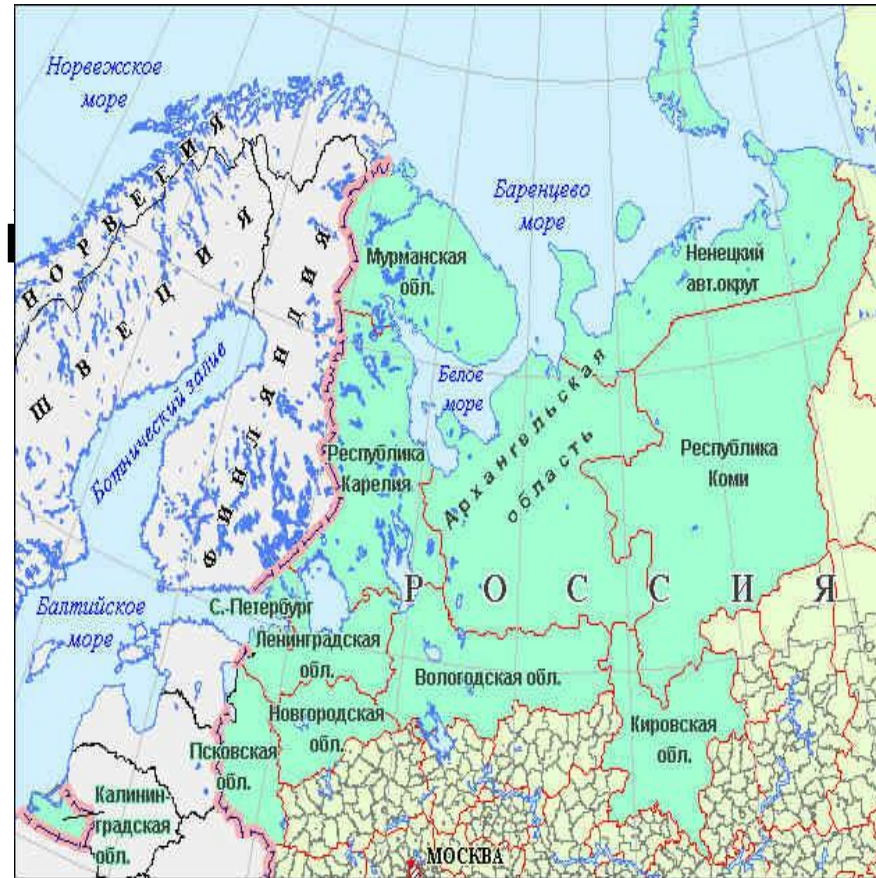 Норвежское
море
НОРВЕГИЯ
ШВЕЦИЯ
ФИНЛЯНДИЯ
Ботнический залив
Баренцево
море
Мурманская
обл.
Ненецкий
авт.округ
Белое
море
Архангельская
область
Республика
Карелия
Республика
Коми
РОССИЯ
Балтийское
море
С.-Петербург
Ленинградская
обл.
Вологодская обл.
Новгородская
обл.
Псковская
обл.
Кировская
обл.
Калинин-
градская
обл.
МОСКВА